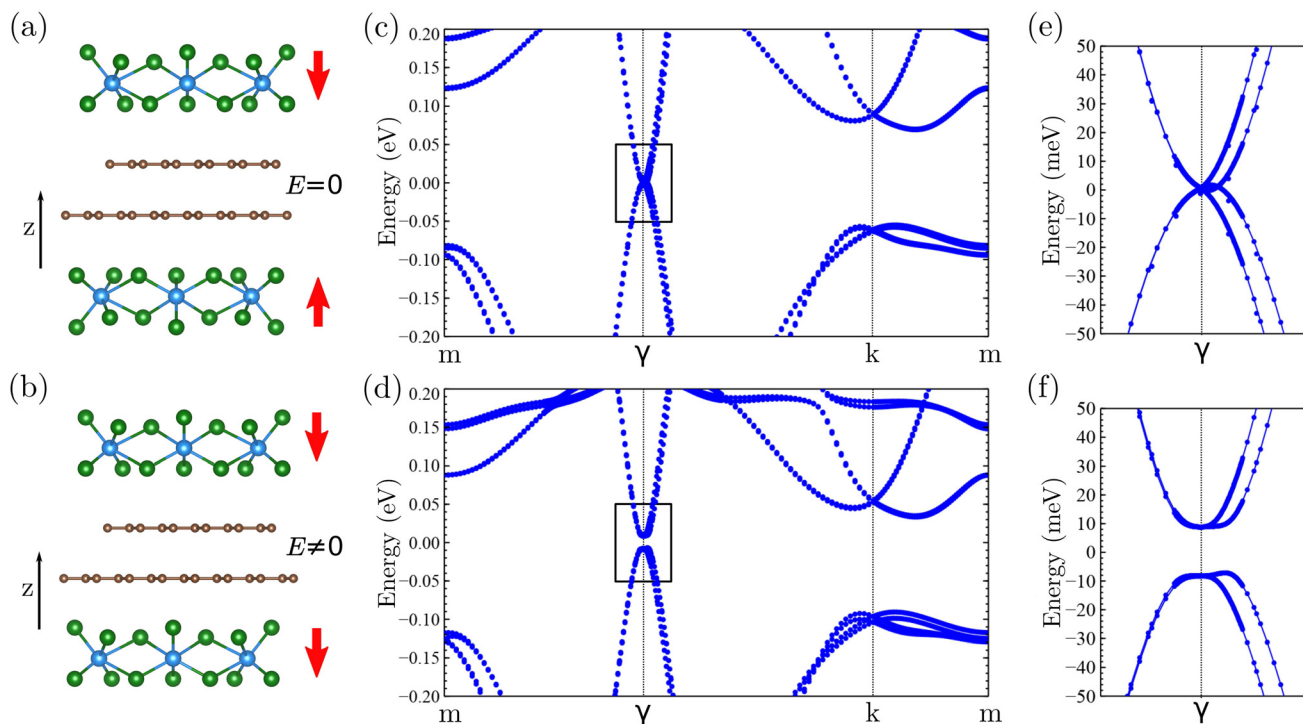 (a)
E=0
z
(c)
Energy (eV)
0.20
0.15
0.10
0.05
0.00
−0.05
−0.10
−0.15
−0.20
m
γ
k
m
(e)
Energy (meV)
50
40
30
20
10
0
−10
−20
−30
−40
−50
γ
(b)
E≠0
z
(d)
Energy (eV)
0.20
0.15
0.10
0.05
0.00
−0.05
−0.10
−0.15
−0.20
m
γ
k
m
(f)
Energy (meV)
50
40
30
20
10
0
−10
−20
−30
−40
−50
γ